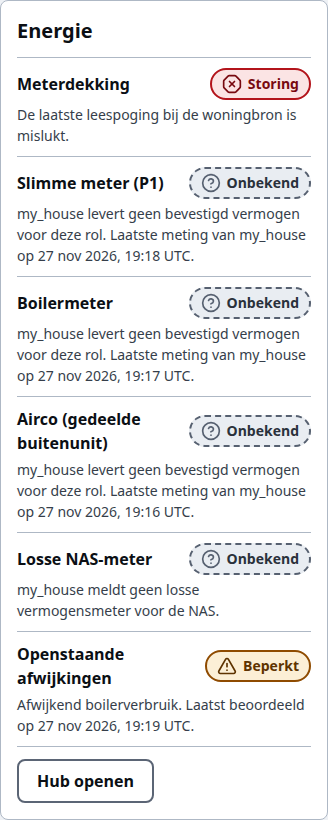 Energie
Meterdekking
Storing
De laatste leespoging bij de woningbron is
mislukt.
Slimme meter (P1)
Onbekend
my_house levert geen bevestigd vermogen
voor deze rol. Laatste meting van my_house
op 27 nov 2026, 19:18 UTC.
Boilermeter
Onbekend
my_house levert geen bevestigd vermogen
voor deze rol. Laatste meting van my_house
op 27 nov 2026, 19:17 UTC.
Airco (gedeelde
buitenunit)
Onbekend
my_house levert geen bevestigd vermogen
voor deze rol. Laatste meting van my_house
op 27 nov 2026, 19:16 UTC.
Losse NAS-meter
Onbekend
my_house meldt geen losse
vermogensmeter voor de NAS.
Openstaande
afwijkingen
Beperkt
Afwijkend boilerverbruik. Laatst beoordeeld
op 27 nov 2026, 19:19 UTC.
Hub openen